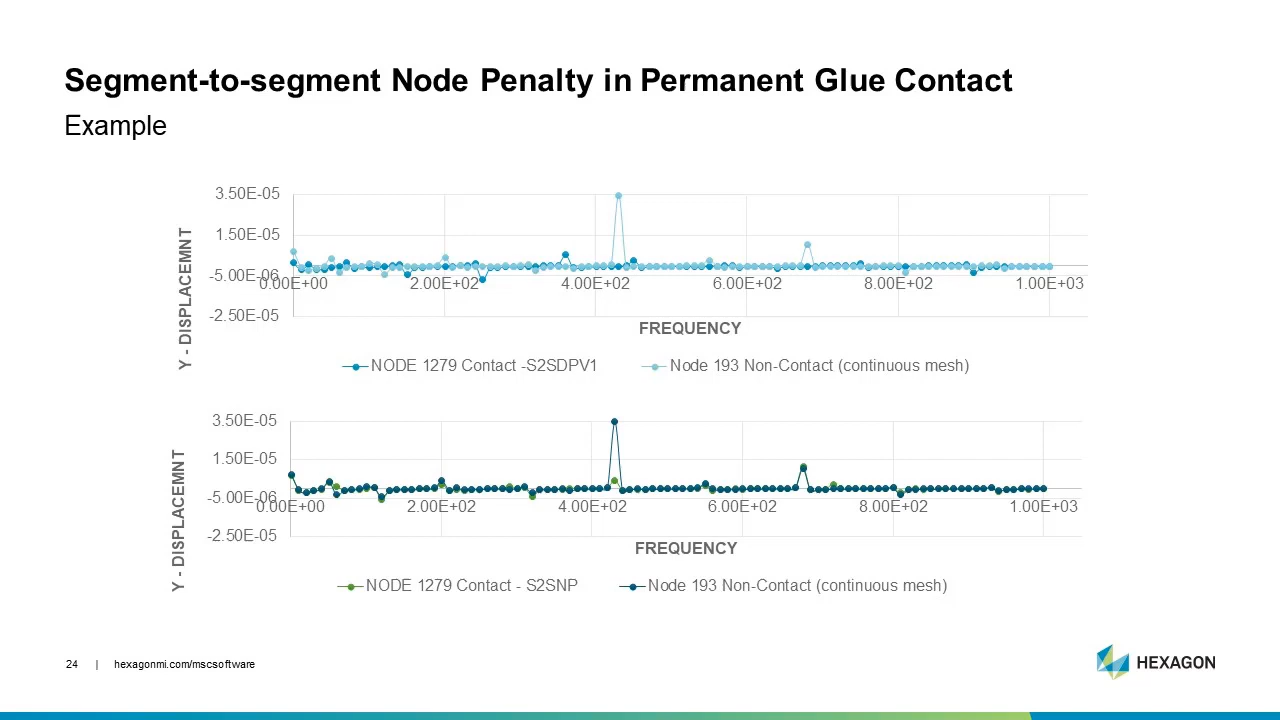 Segment-to-segment Node Penalty in Permanent Glue Contact
Example
3.50E-05
1.50E-05
-5.00E-06
-2.50E-05
0.00E+00 2.00E+02 4.00E+02 6.00E+02 8.00E+02 1.00E+03
Y - DISPLACEMNT
FREQUENCY
NODE 1279 Contact -S2SDPV1 Node 193 Non-Contact (continuous mesh)
3.50E-05
1.50E-05
-5.00E-06
-2.50E-05
0.00E+00 2.00E+02 4.00E+02 6.00E+02 8.00E+02 1.00E+03
Y - DISPLACEMNT
FREQUENCY
NODE 1279 Contact - S2SNP Node 193 Non-Contact (continuous mesh)
24 | hexagonmi.com/mscsoftware
HEXAGON